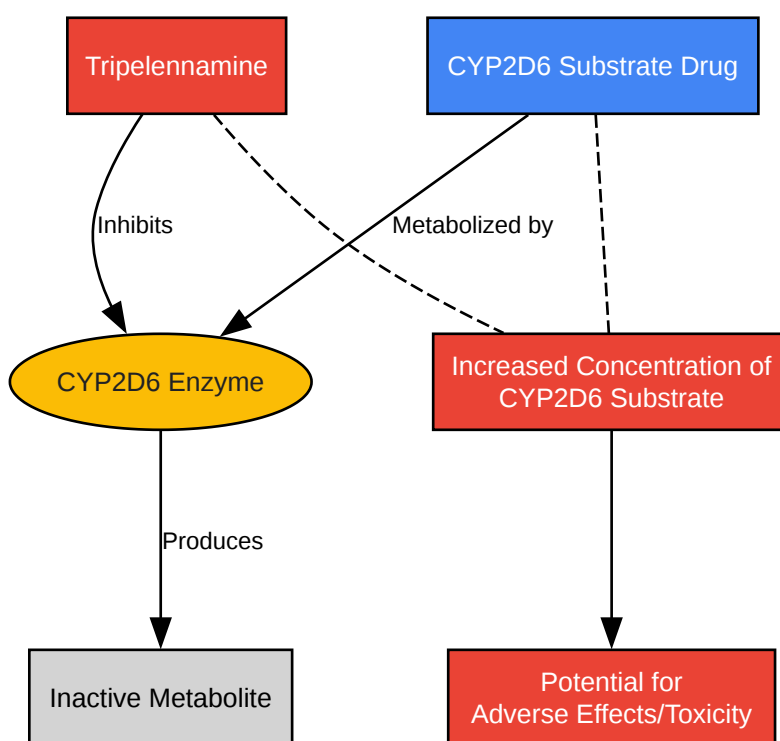 Tripelennamine
CYP2D6 Substrate Drug
Inhibits
Metabolized by
CYP2D6 Enzyme
Increased Concentration of
CYP2D6 Substrate
Produces
Inactive Metabolite
Potential for
Adverse Effects/Toxicity